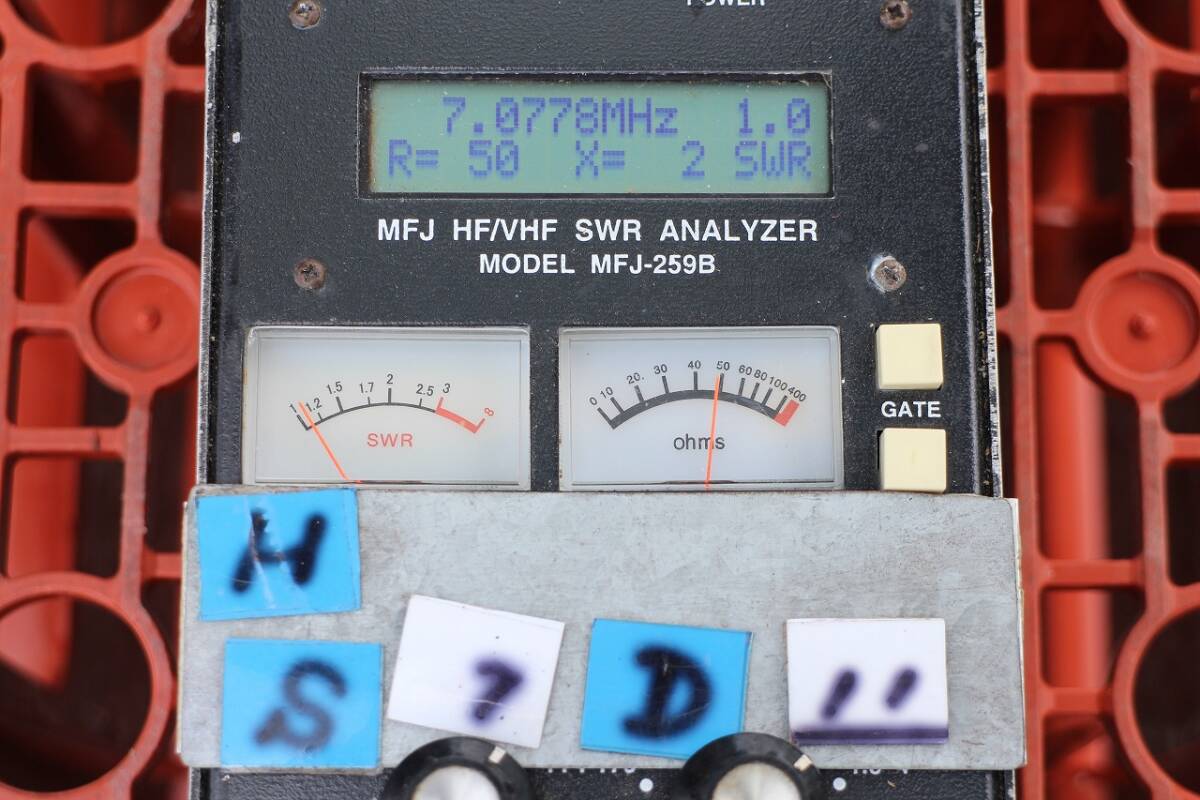 POWER
7.0778MHz 1.0
R= 50 X= 2 SWR
MFJ HF/VHF SWR ANALYZER
MODEL MFJ-259B
1 1.2 1.5 1.7 2 2.5 3 8
SWR
0 10 20. 30 40 50 60 80 100 400
ohms
GATE
H
S ? D "